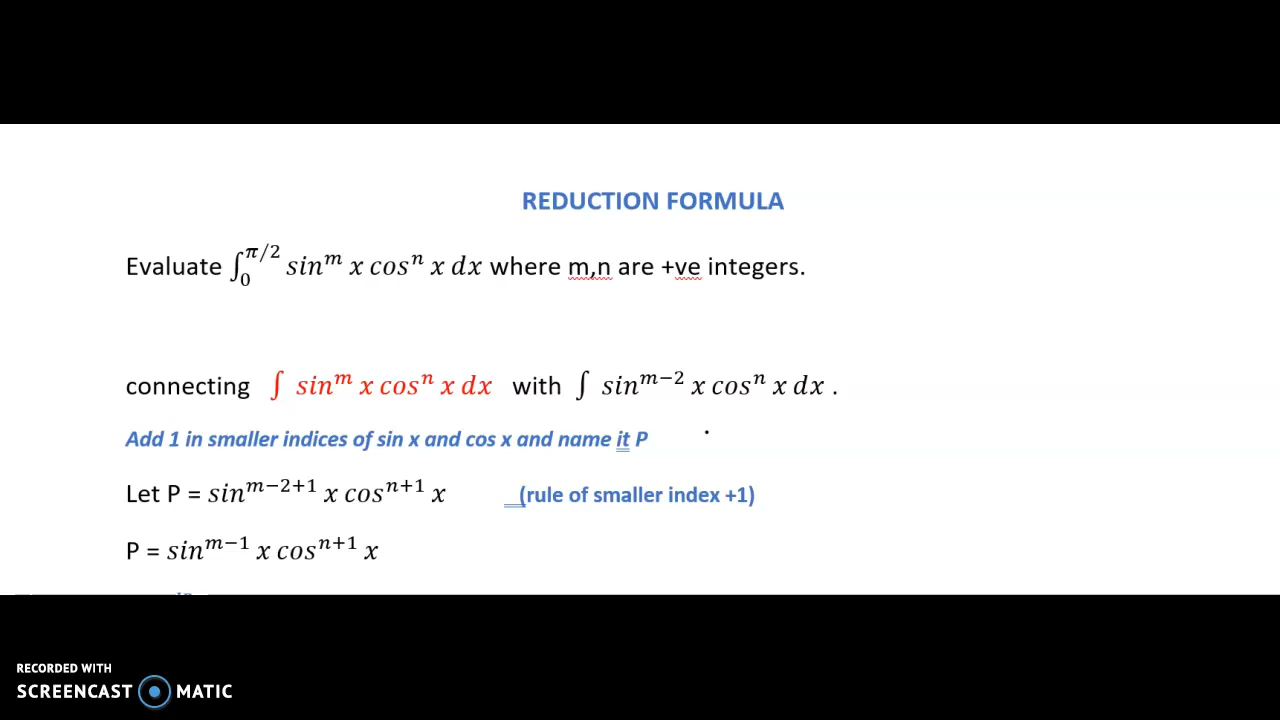 REDUCTION FORMULA
Evaluate ∫₀^{π/2} sin^m x cos^n x dx where m,n are +ve integers.
connecting ∫ sin^m x cos^n x dx with ∫ sin^{m−2} x cos^n x dx .
Add 1 in smaller indices of sin x and cos x and name it P
Let P = sin^{m−2+1} x cos^{n+1} x (rule of smaller index +1)
P = sin^{m−1} x cos^{n+1} x
RECORDED WITH
SCREENCAST MATIC